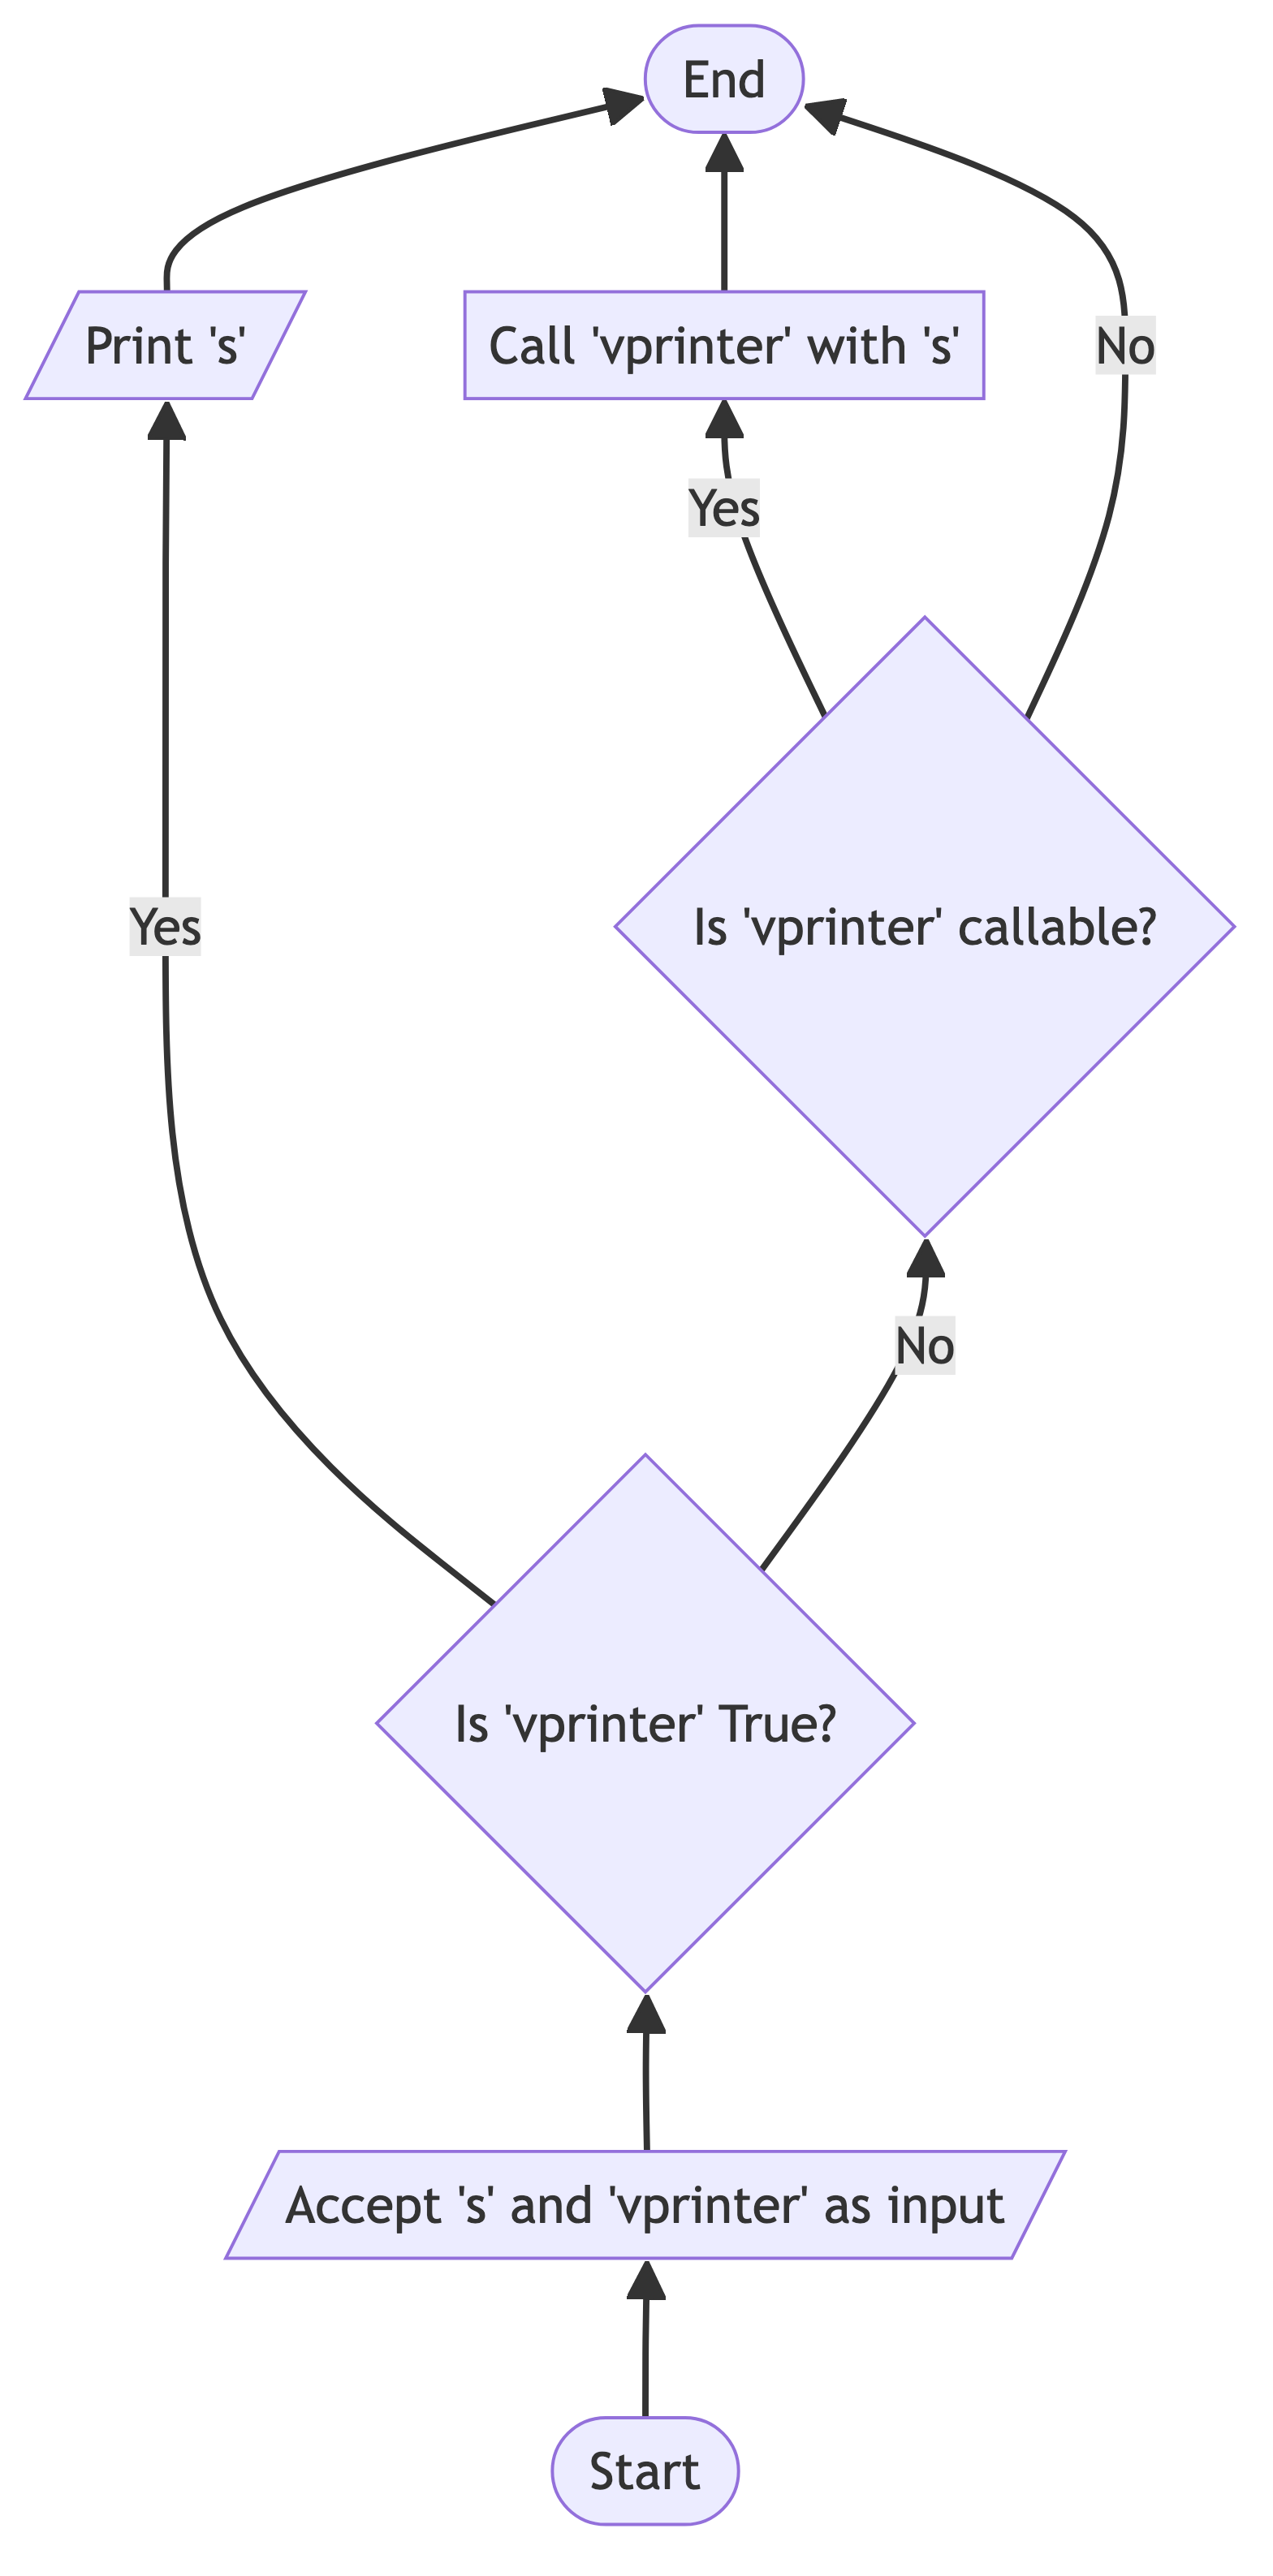 End
Print 's'
Call 'vprinter' with 's'
No
Yes
Yes
Is 'vprinter' callable?
No
Is 'vprinter' True?
Accept 's' and 'vprinter' as input
Start